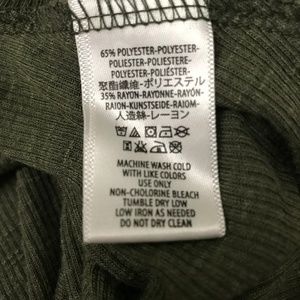 65% POLYESTER-POLYESTER-
POLIESTER-POLIESTERE-
POLYESTER-POLIÉSTER-
聚酯纖維-ポリエステル
35% RAYON-RAYONNE-RAYON-
RAION-KUNSTSEIDE-RAIOM-
人造絲-レーヨン
MACHINE WASH COLD
WITH LIKE COLORS
USE ONLY
NON-CHOLORINE BLEACH
TUMBLE DRY LOW
LOW IRON AS NEEDED
DO NOT DRY CLEAN